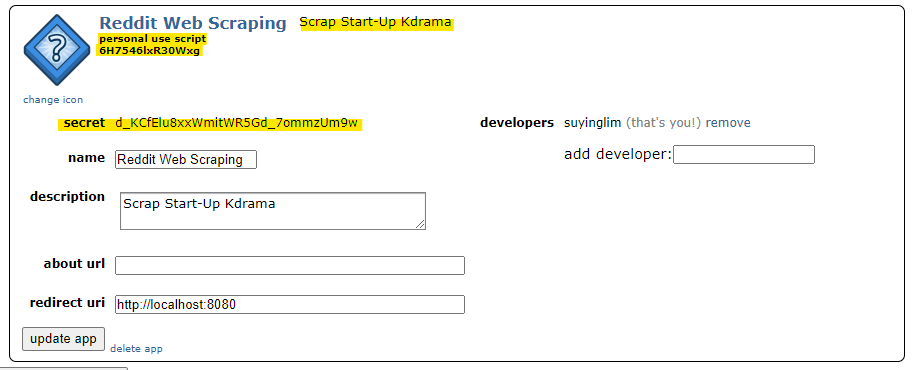 Reddit Web Scraping Scrap Start-Up Kdrama
personal use script
6H7546lxR30Wxg
change icon
secret d_KCfElu8xxWmitWR5Gd_7ommzUm9w
developers suyinglim (that's you!) remove
add developer:
name Reddit Web Scraping
description Scrap Start-Up Kdrama
about url
redirect uri http://localhost:8080
update app delete app